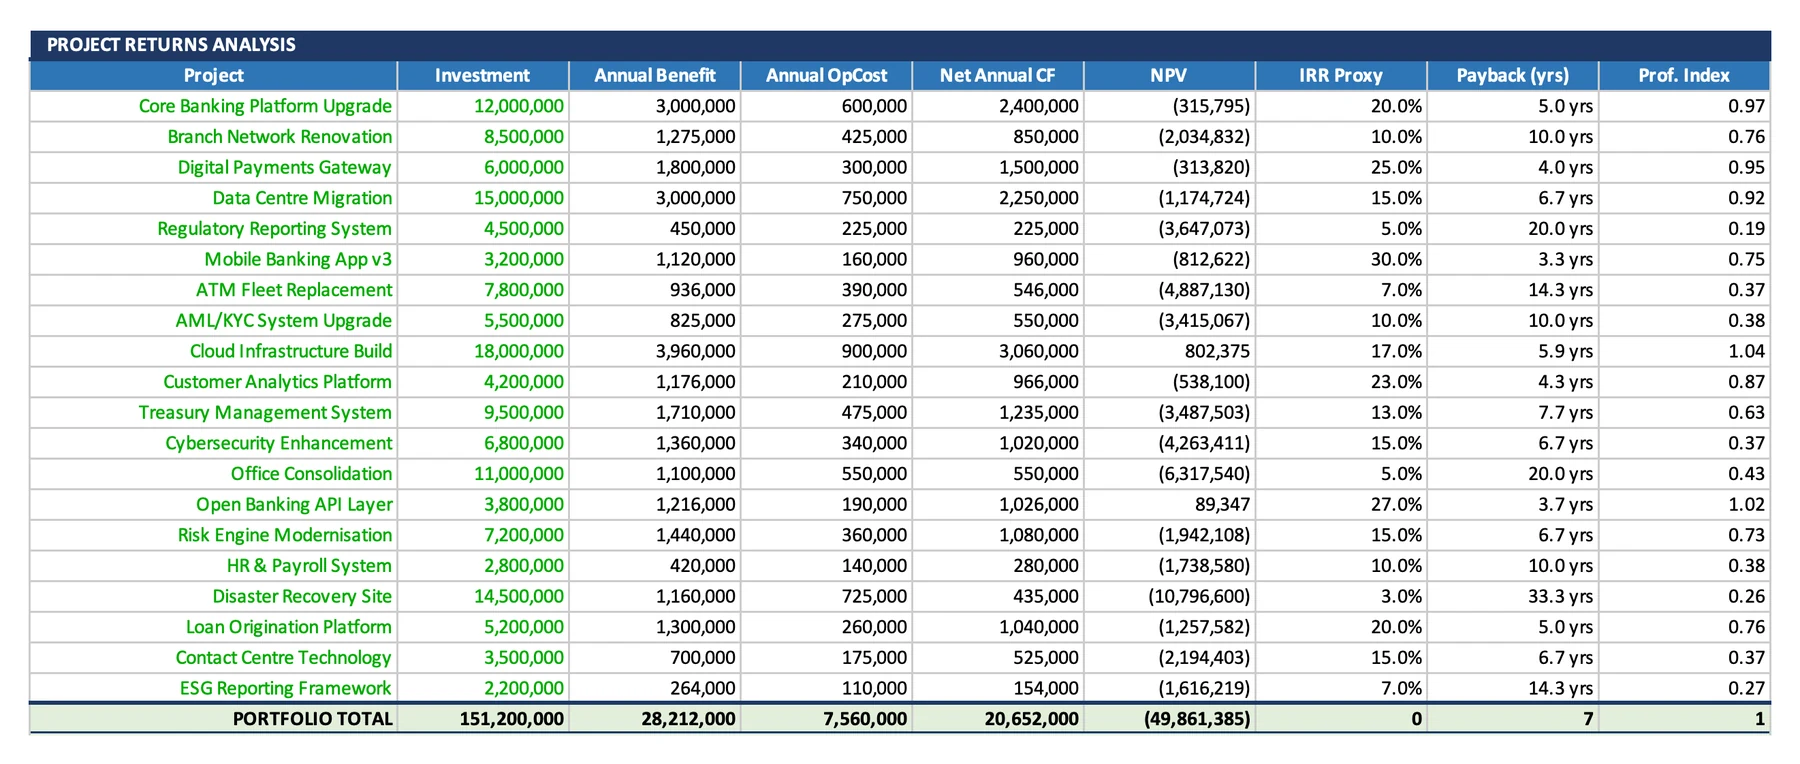 PROJECT RETURNS ANALYSIS
Project Investment Annual Benefit Annual OpCost Net Annual CF NPV IRR Proxy Payback (yrs) Prof. Index
Core Banking Platform Upgrade 12,000,000 3,000,000 600,000 2,400,000 (315,795) 20.0% 5.0 yrs 0.97
Branch Network Renovation 8,500,000 1,275,000 425,000 850,000 (2,034,832) 10.0% 10.0 yrs 0.76
Digital Payments Gateway 6,000,000 1,800,000 300,000 1,500,000 (313,820) 25.0% 4.0 yrs 0.95
Data Centre Migration 15,000,000 3,000,000 750,000 2,250,000 (1,174,724) 15.0% 6.7 yrs 0.92
Regulatory Reporting System 4,500,000 450,000 225,000 225,000 (3,647,073) 5.0% 20.0 yrs 0.19
Mobile Banking App v3 3,200,000 1,120,000 160,000 960,000 (812,622) 30.0% 3.3 yrs 0.75
ATM Fleet Replacement 7,800,000 936,000 390,000 546,000 (4,887,130) 7.0% 14.3 yrs 0.37
AML/KYC System Upgrade 5,500,000 825,000 275,000 550,000 (3,415,067) 10.0% 10.0 yrs 0.38
Cloud Infrastructure Build 18,000,000 3,960,000 900,000 3,060,000 802,375 17.0% 5.9 yrs 1.04
Customer Analytics Platform 4,200,000 1,176,000 210,000 966,000 (538,100) 23.0% 4.3 yrs 0.87
Treasury Management System 9,500,000 1,710,000 475,000 1,235,000 (3,487,503) 13.0% 7.7 yrs 0.63
Cybersecurity Enhancement 6,800,000 1,360,000 340,000 1,020,000 (4,263,411) 15.0% 6.7 yrs 0.37
Office Consolidation 11,000,000 1,100,000 550,000 550,000 (6,317,540) 5.0% 20.0 yrs 0.43
Open Banking API Layer 3,800,000 1,216,000 190,000 1,026,000 89,347 27.0% 3.7 yrs 1.02
Risk Engine Modernisation 7,200,000 1,440,000 360,000 1,080,000 (1,942,108) 15.0% 6.7 yrs 0.73
HR & Payroll System 2,800,000 420,000 140,000 280,000 (1,738,580) 10.0% 10.0 yrs 0.38
Disaster Recovery Site 14,500,000 1,160,000 725,000 435,000 (10,796,600) 3.0% 33.3 yrs 0.26
Loan Origination Platform 5,200,000 1,300,000 260,000 1,040,000 (1,257,582) 20.0% 5.0 yrs 0.76
Contact Centre Technology 3,500,000 700,000 175,000 525,000 (2,194,403) 15.0% 6.7 yrs 0.37
ESG Reporting Framework 2,200,000 264,000 110,000 154,000 (1,616,219) 7.0% 14.3 yrs 0.27
PORTFOLIO TOTAL 151,200,000 28,212,000 7,560,000 20,652,000 (49,861,385) 0 7 1